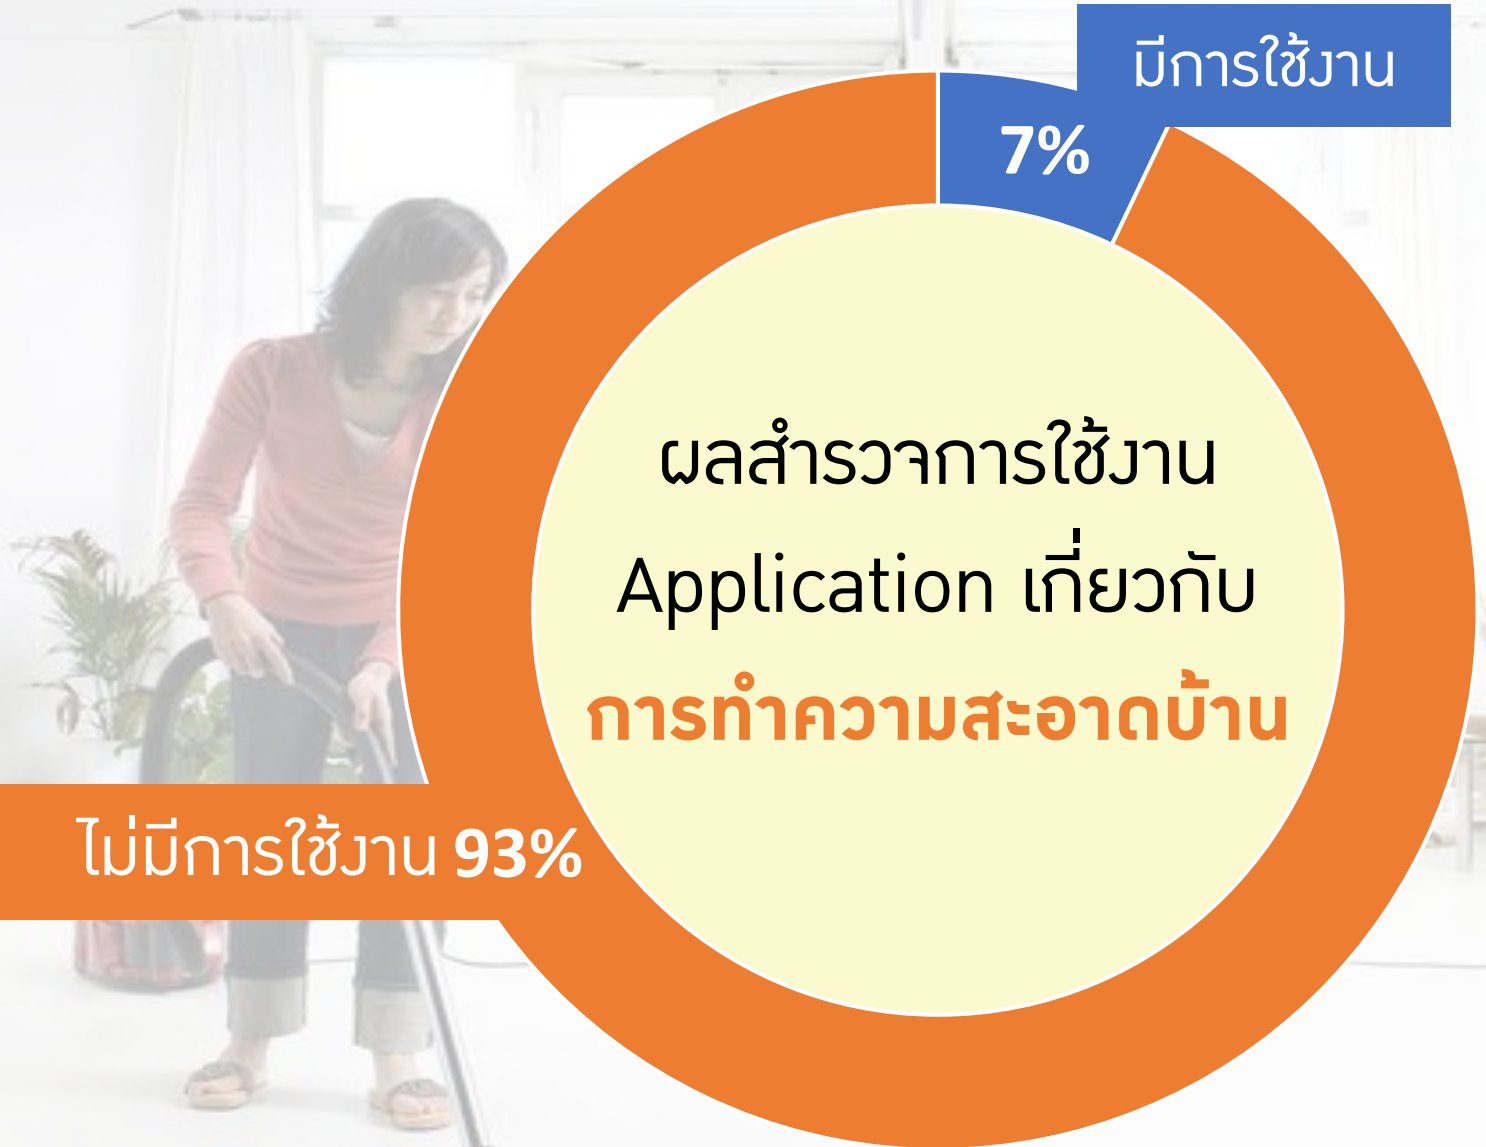 มีการใช้งาน
7%
ผลสำรวจการใช้งาน
Application เกี่ยวกับ
การทำความสะอาดบ้าน
ไม่มีการใช้งาน 93%